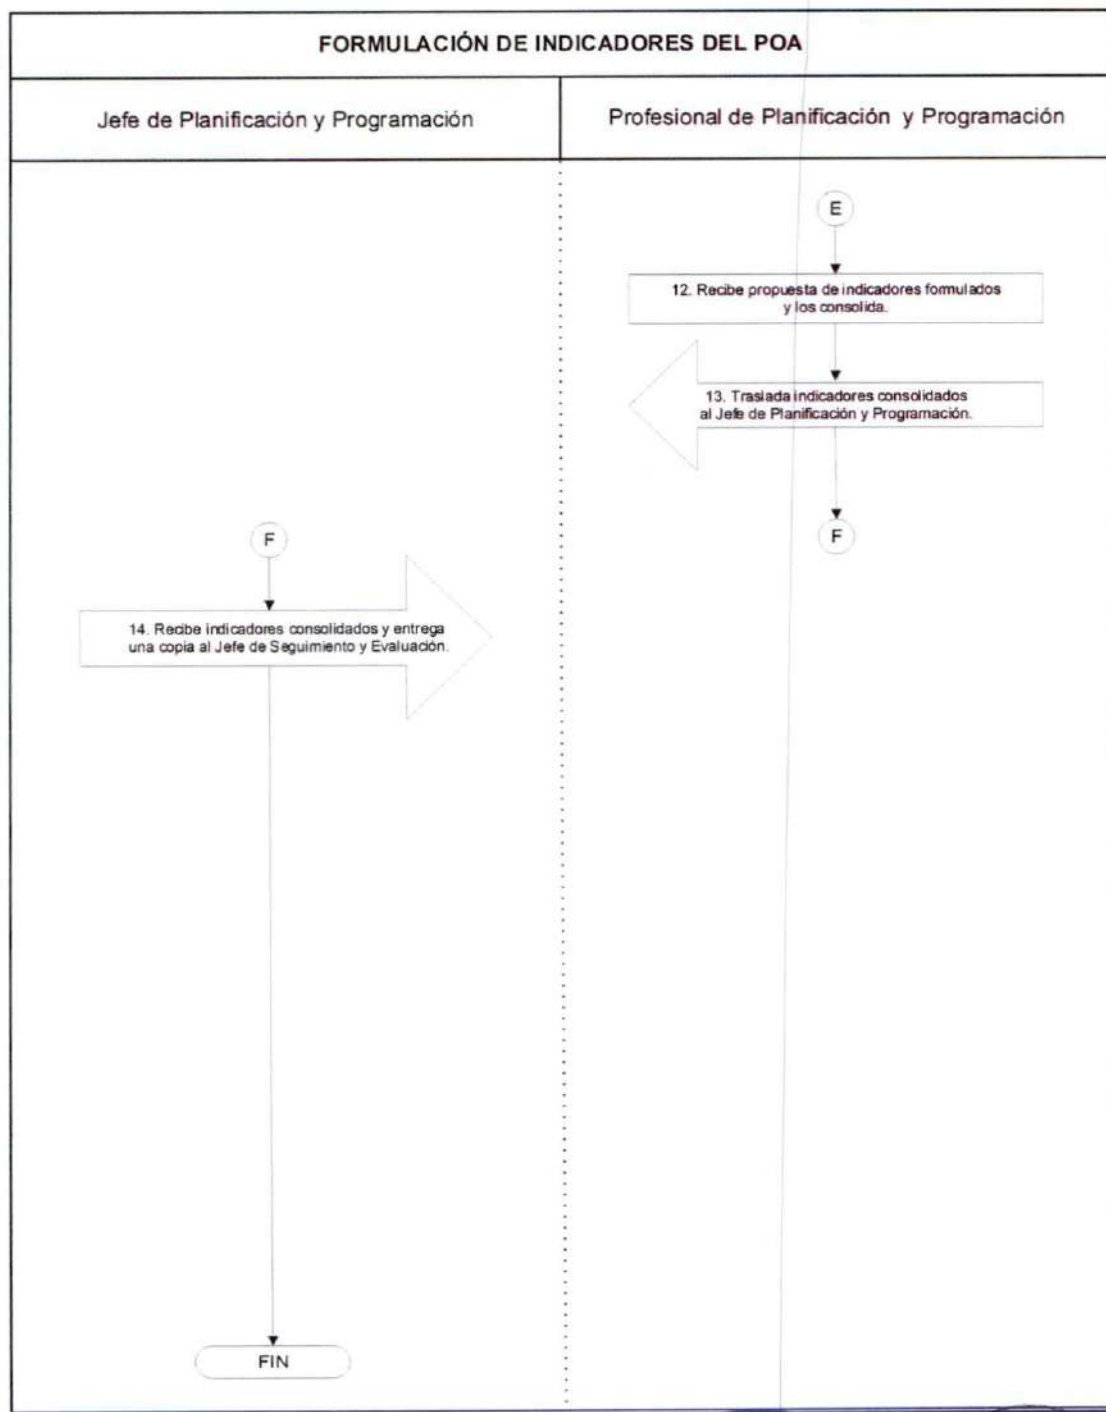 FORMULACIÓN DE INDICADORES DEL POA
Jefe de Planificación y Programación
Profesional de Planificación y Programación
E
12. Recibe propuesta de indicadores formulados
y los consolida.
13. Traslada indicadores consolidados
al Jefe de Planificación y Programación.
F
F
14. Recibe indicadores consolidados y entrega
una copia al Jefe de Seguimiento y Evaluación.
FIN